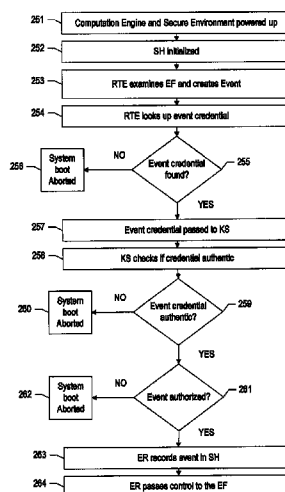 251
Computation Engine and Secure Environment powered up
252
SH initialized
253
RTE examines EF and creates Event
254
RTE looks up event credential
256
System
boot
Aborted
NO
Event credential
found?
255
YES
257
Event credential passed to KS
258
KS checks if credential authentic
260
System
boot
Aborted
NO
Event credential
authentic?
259
YES
262
System
boot
Aborted
NO
Event authorized?
261
YES
263
ER records event in SH
264
ER passes control to the EF